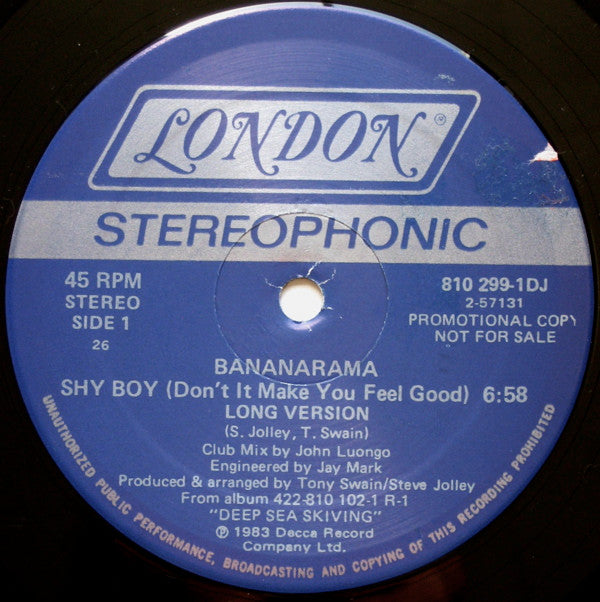 LONDON
STEREOPHONIC
45 RPM
STEREO
SIDE 1
26
810 299-1DJ
2-57131
PROMOTIONAL COPY
NOT FOR SALE
BANANARAMA
SHY BOY (Don't It Make You Feel Good) 6:58
LONG VERSION
(S. Jolley, T. Swain)
Club Mix by John Luongo
Engineered by Jay Mark
Produced & arranged by Tony Swain/Steve Jolley
From album 422-810 102-1 R-1
"DEEP SEA SKIVING"
℗ 1983 Decca Record
Company Ltd.
UNAUTHORIZED PUBLIC PERFORMANCE, BROADCASTING AND COPYING OF THIS RECORDING PROHIBITED